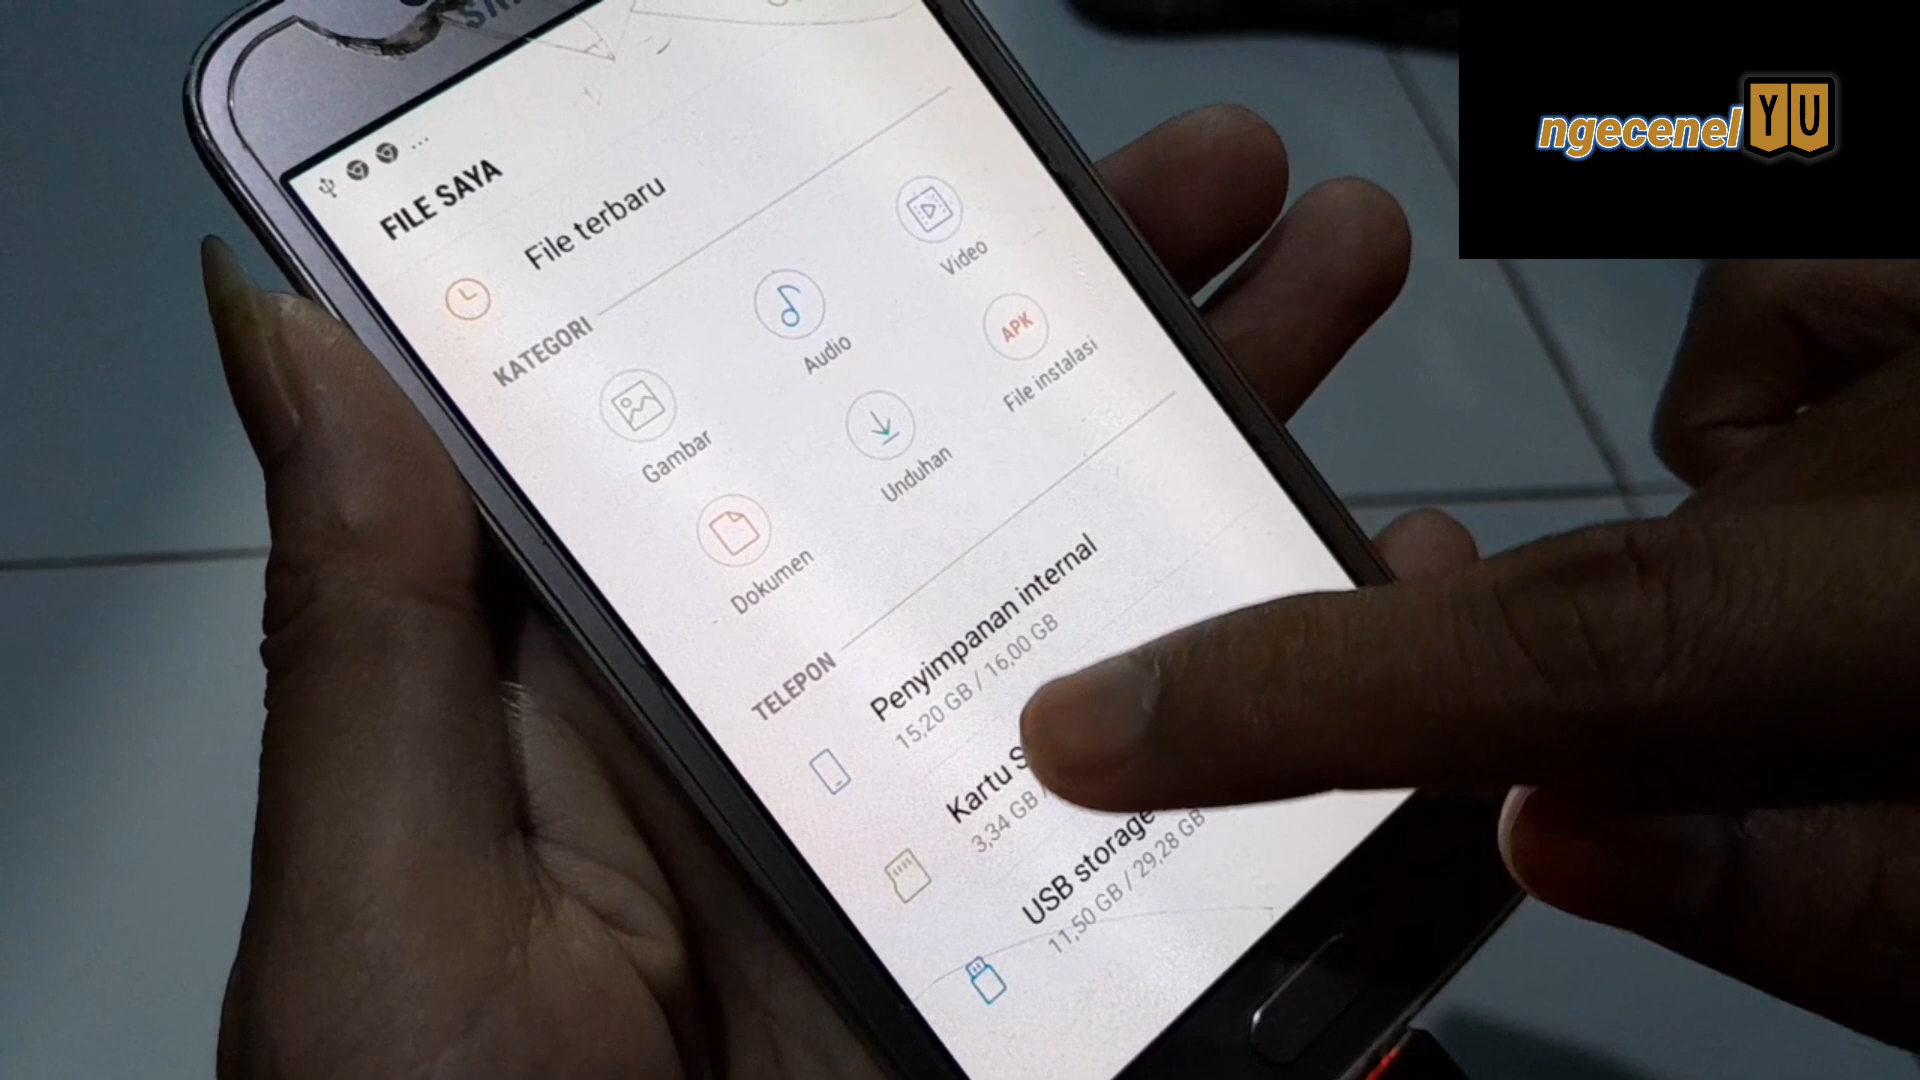 ngecenel YU
FILE SAYA
File terbaru
KATEGORI
Gambar
Audio
Video
Dokumen
Unduhan
APK
File instalasi
TELEPON
Penyimpanan internal
15,20 GB / 16,00 GB
Kartu
3,34 GB
USB storage
11,50 GB / 29,28 GB